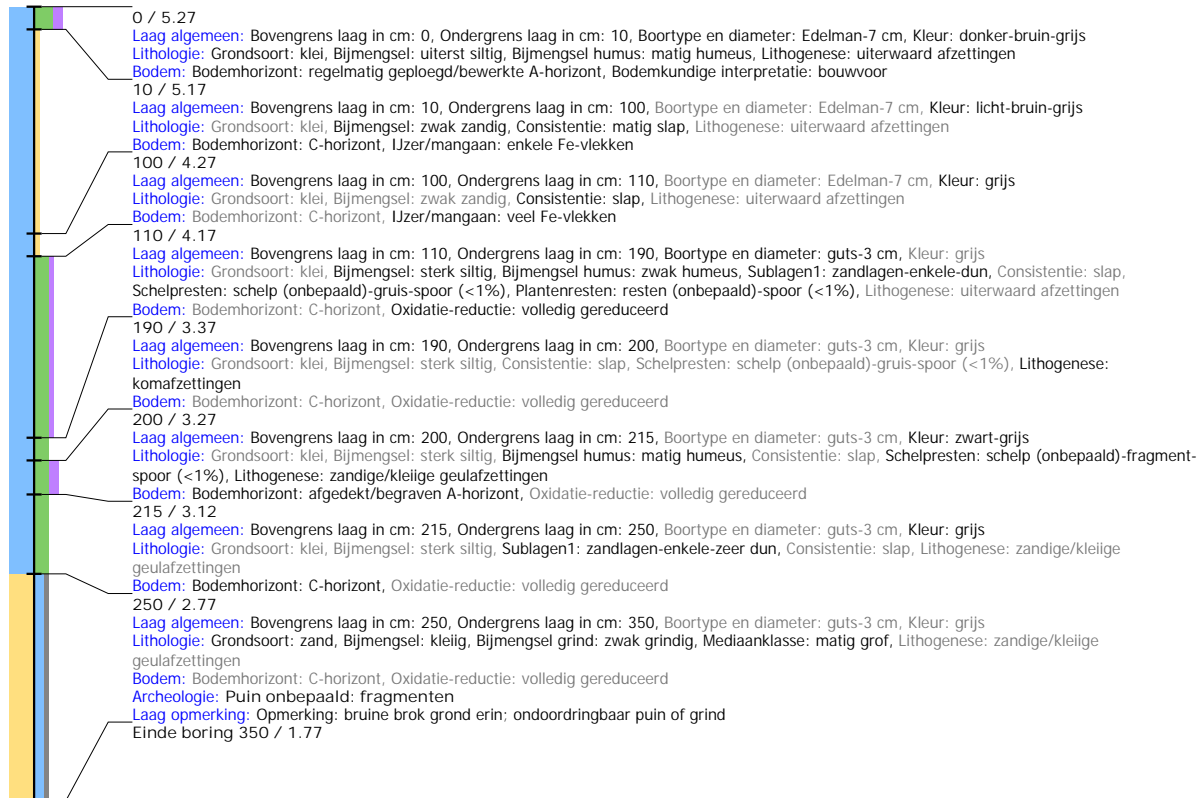 0 / 5.27
Laag algemeen: Bovengrens laag in cm: 0, Ondergrens laag in cm: 10, Boortype en diameter: Edelman-7 cm, Kleur: donker-bruin-grijs
Lithologie: Grondsoort: klei, Bijmengsel: uiterst siltig, Bijmengsel humus: matig humeus, Lithogenese: uiterwaard afzettingen
Bodem: Bodemhorizont: regelmatig geploegd/bewerkte A-horizont, Bodemkundige interpretatie: bouwvoor
10 / 5.17
Laag algemeen: Bovengrens laag in cm: 10, Ondergrens laag in cm: 100, Boortype en diameter: Edelman-7 cm, Kleur: licht-bruin-grijs
Lithologie: Grondsoort: klei, Bijmengsel: zwak zandig, Consistentie: matig slap, Lithogenese: uiterwaard afzettingen
Bodem: Bodemhorizont: C-horizont, IJzer/mangaan: enkele Fe-vlekken
100 / 4.27
Laag algemeen: Bovengrens laag in cm: 100, Ondergrens laag in cm: 110, Boortype en diameter: Edelman-7 cm, Kleur: grijs
Lithologie: Grondsoort: klei, Bijmengsel: zwak zandig, Consistentie: slap, Lithogenese: uiterwaard afzettingen
Bodem: Bodemhorizont: C-horizont, IJzer/mangaan: veel Fe-vlekken
110 / 4.17
Laag algemeen: Bovengrens laag in cm: 110, Ondergrens laag in cm: 190, Boortype en diameter: guts-3 cm, Kleur: grijs
Lithologie: Grondsoort: klei, Bijmengsel: sterk siltig, Bijmengsel humus: zwak humeus, Sublagen1: zandlagen-enkele-dun, Consistentie: slap,
Schelpresten: schelp (onbepaald)-gruis-spoor (<1%), Plantenresten: resten (onbepaald)-spoor (<1%), Lithogenese: uiterwaard afzettingen
Bodem: Bodemhorizont: C-horizont, Oxidatie-reductie: volledig gereduceerd
190 / 3.37
Laag algemeen: Bovengrens laag in cm: 190, Ondergrens laag in cm: 200, Boortype en diameter: guts-3 cm, Kleur: grijs
Lithologie: Grondsoort: klei, Bijmengsel: sterk siltig, Consistentie: slap, Schelpresten: schelp (onbepaald)-gruis-spoor (<1%), Lithogenese:
komafzettingen
Bodem: Bodemhorizont: C-horizont, Oxidatie-reductie: volledig gereduceerd
200 / 3.27
Laag algemeen: Bovengrens laag in cm: 200, Ondergrens laag in cm: 215, Boortype en diameter: guts-3 cm, Kleur: zwart-grijs
Lithologie: Grondsoort: klei, Bijmengsel: sterk siltig, Bijmengsel humus: matig humeus, Consistentie: slap, Schelpresten: schelp (onbepaald)-fragment-
spoor (<1%), Lithogenese: zandige/kleiige geulafzettingen
Bodem: Bodemhorizont: afgedekt/begraven A-horizont, Oxidatie-reductie: volledig gereduceerd
215 / 3.12
Laag algemeen: Bovengrens laag in cm: 215, Ondergrens laag in cm: 250, Boortype en diameter: guts-3 cm, Kleur: grijs
Lithologie: Grondsoort: klei, Bijmengsel: sterk siltig, Sublagen1: zandlagen-enkele-zeer dun, Consistentie: slap, Lithogenese: zandige/kleiige
geulafzettingen
Bodem: Bodemhorizont: C-horizont, Oxidatie-reductie: volledig gereduceerd
250 / 2.77
Laag algemeen: Bovengrens laag in cm: 250, Ondergrens laag in cm: 350, Boortype en diameter: guts-3 cm, Kleur: grijs
Lithologie: Grondsoort: zand, Bijmengsel: kleiig, Bijmengsel grind: zwak grindig, Mediaanklasse: matig grof, Lithogenese: zandige/kleiige
geulafzettingen
Bodem: Bodemhorizont: C-horizont, Oxidatie-reductie: volledig gereduceerd
Archeologie: Puin onbepaald: fragmenten
Laag opmerking: Opmerking: bruine brok grond erin; ondoordringbaar puin of grind
Einde boring 350 / 1.77